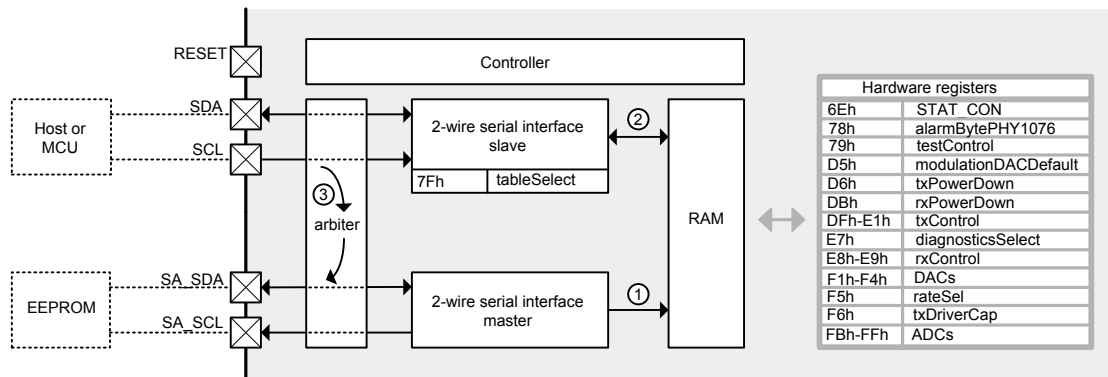 RESET
Controller
Host or
MCU
SDA
SCL
2-wire serial interface
slave
7Fh tableSelect
2
3
arbiter
RAM
EEPROM
SA_SDA
SA_SCL
2-wire serial interface
master
1
Hardware registers
6Eh STAT_CON
78h alarmBytePHY1076
79h testControl
D5h modulationDACDefault
D6h txPowerDown
DBh rxPowerDown
DFh-E1h txControl
E7h diagnosticsSelect
E8h-E9h rxControl
F1h-F4h DACs
F5h rateSel
F6h txDriverCap
FBh-FFh ADCs